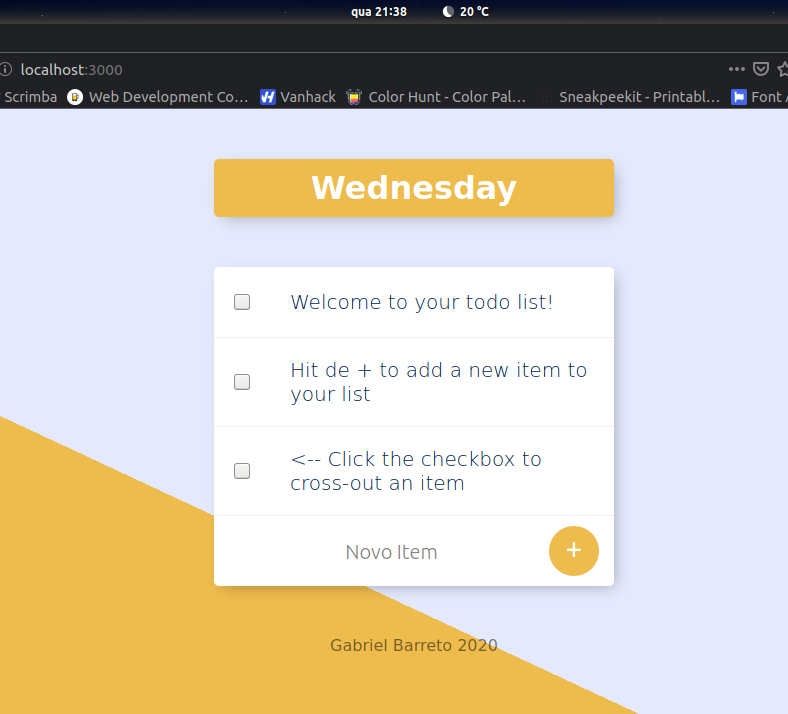 qua 21:38 20 °C
localhost:3000
Scrimba Web Development Co… Vanhack Color Hunt - Color Pal… Sneakpeekit - Printabl… Font
Wednesday
Welcome to your todo list!
Hit de + to add a new item to
your list
<-- Click the checkbox to
cross-out an item
Novo Item +
Gabriel Barreto 2020